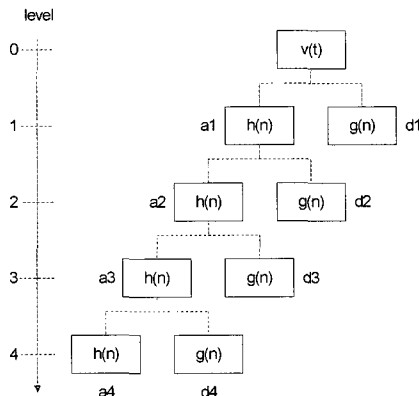 level
0 v(t)
1 a1 h(n) g(n) d1
2 a2 h(n) g(n) d2
3 a3 h(n) g(n) d3
4 h(n) g(n)
a4 d4